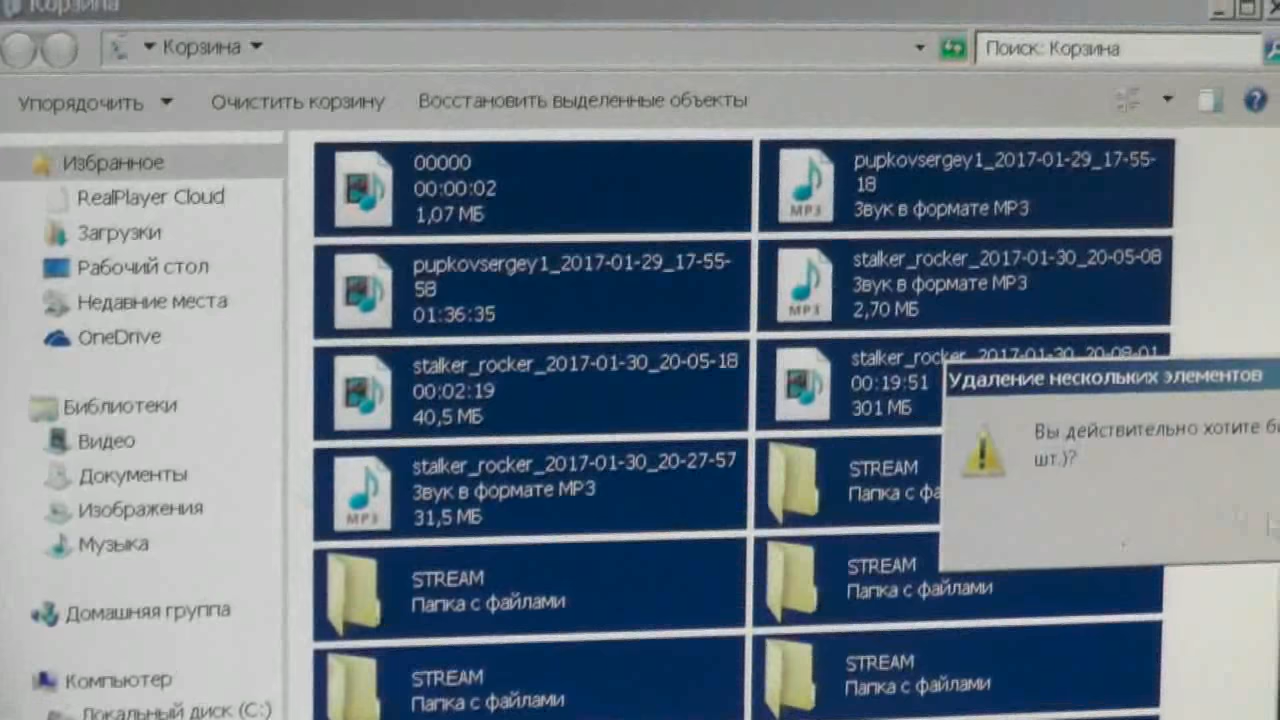 Корзина
Корзина
Поиск: Корзина
Упорядочить
Очистить корзину
Восстановить выделенные объекты
Избранное
RealPlayer Cloud
Загрузки
Рабочий стол
Недавние места
OneDrive
Библиотеки
Видео
Документы
Изображения
Музыка
Домашняя группа
Компьютер
Локальный диск (C:)
00000
00:00:02
1,07 МБ
MP3
pupkovsergey1_2017-01-29_17-55-
18
Звук в формате MP3
pupkovsergey1_2017-01-29_17-55-
58
01:36:35
MP3
stalker_rocker_2017-01-30_20-05-08
Звук в формате MP3
2,70 МБ
stalker_rocker_2017-01-30_20-05-18
00:02:19
40,5 МБ
stalker_rocker_2017-01-30_20-08-01
00:19:51
301 МБ
MP3
stalker_rocker_2017-01-30_20-27-57
Звук в формате MP3
31,5 МБ
STREAM
Папка с фа
STREAM
Папка с файлами
STREAM
Папка с файлами
STREAM
Папка с файлами
STREAM
Папка с файлами
Удаление нескольких элементов
Вы действительно хотите б
шт.)?